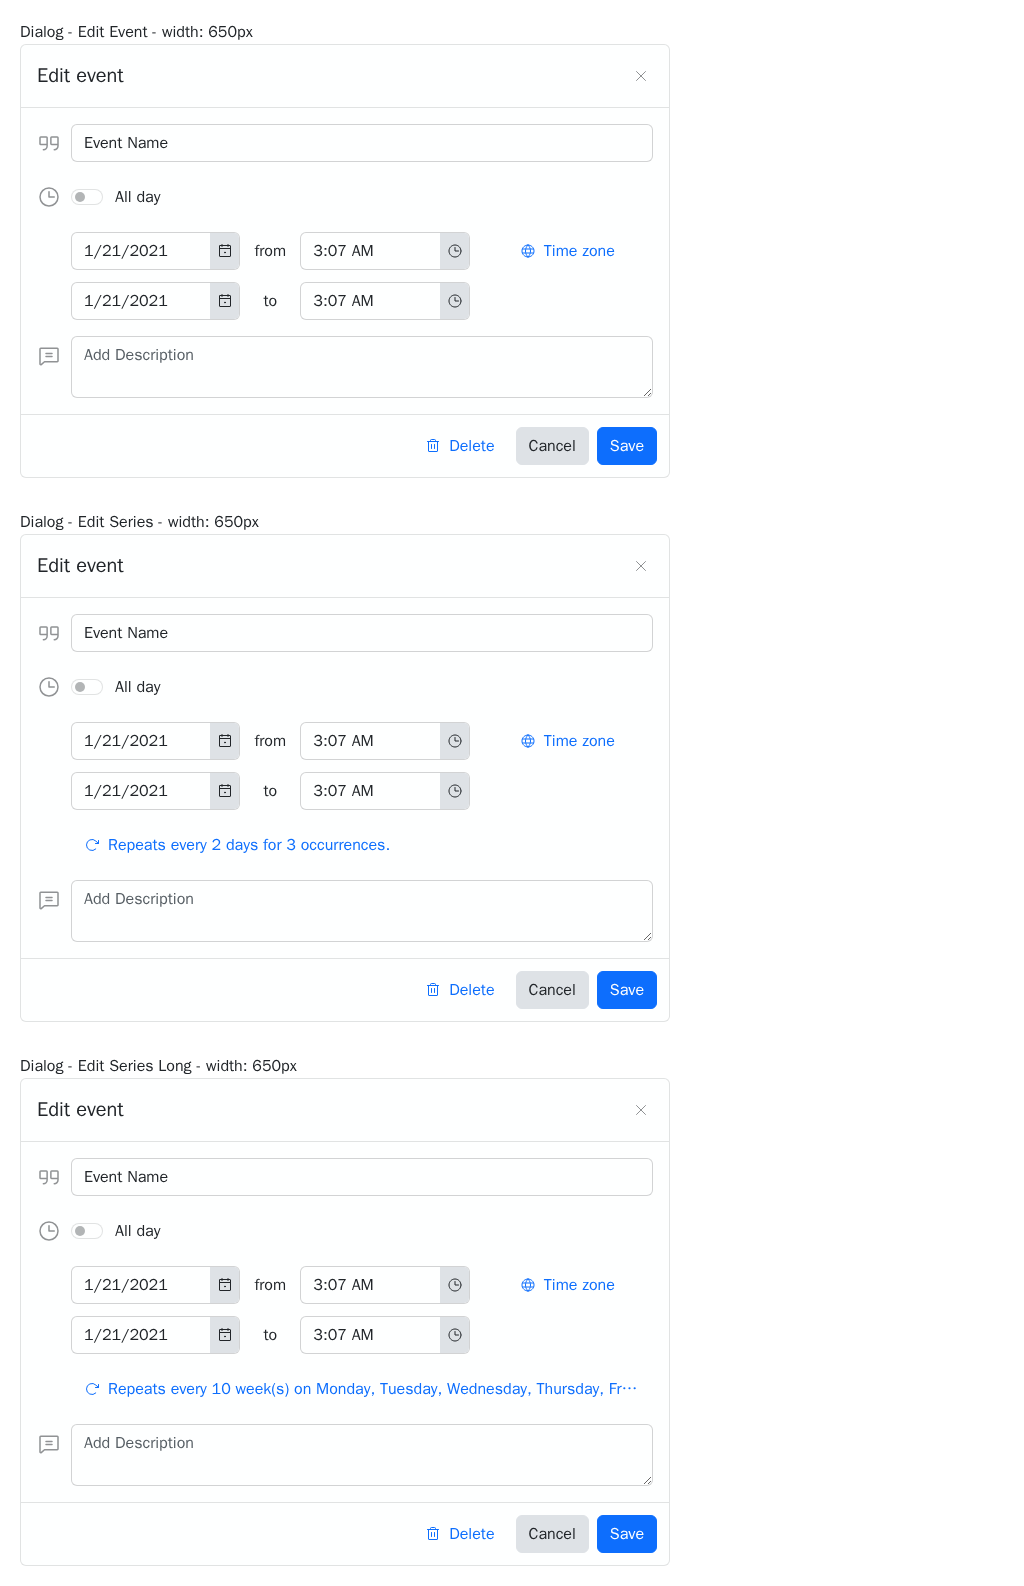 Dialog - Edit Event - width: 650px
Edit event
Event Name
All day
1/21/2021 from 3:07 AM Time zone
1/21/2021 to 3:07 AM
Add Description
Delete Cancel Save
Dialog - Edit Series - width: 650px
Edit event
Event Name
All day
1/21/2021 from 3:07 AM Time zone
1/21/2021 to 3:07 AM
Repeats every 2 days for 3 occurrences.
Add Description
Delete Cancel Save
Dialog - Edit Series Long - width: 650px
Edit event
Event Name
All day
1/21/2021 from 3:07 AM Time zone
1/21/2021 to 3:07 AM
Repeats every 10 week(s) on Monday, Tuesday, Wednesday, Thursday, Fr…
Add Description
Delete Cancel Save